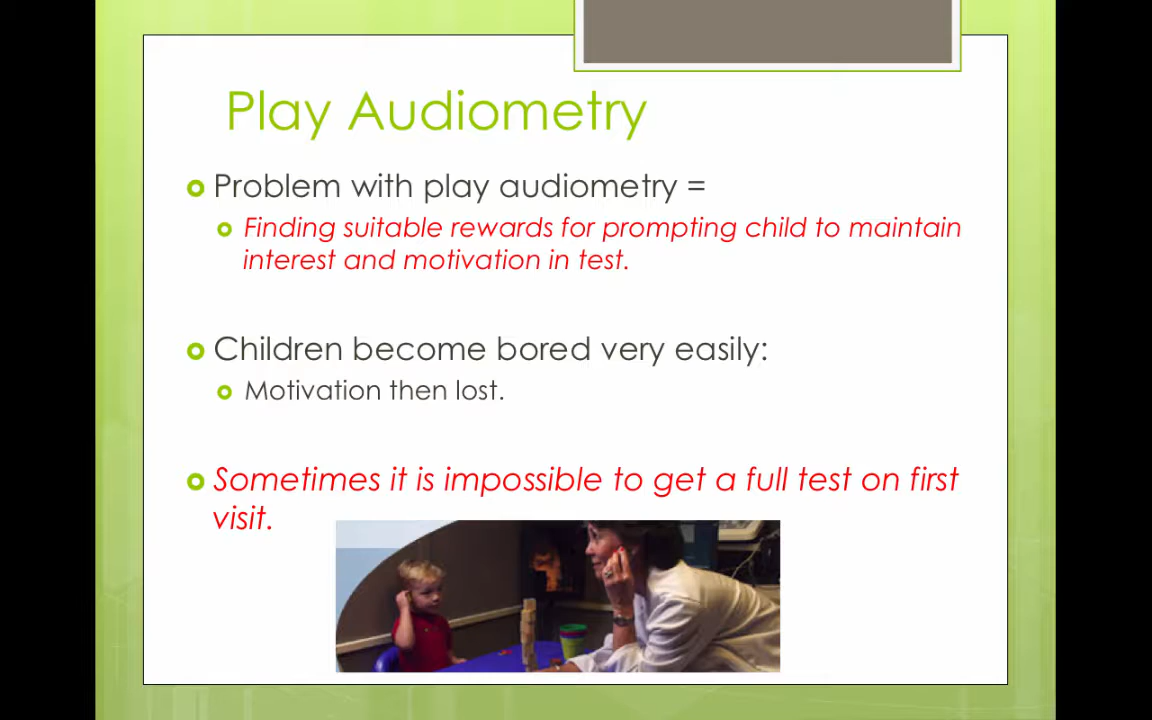 Play Audiometry
Problem with play audiometry =
Finding suitable rewards for prompting child to maintain
interest and motivation in test.
Children become bored very easily:
Motivation then lost.
Sometimes it is impossible to get a full test on first
visit.